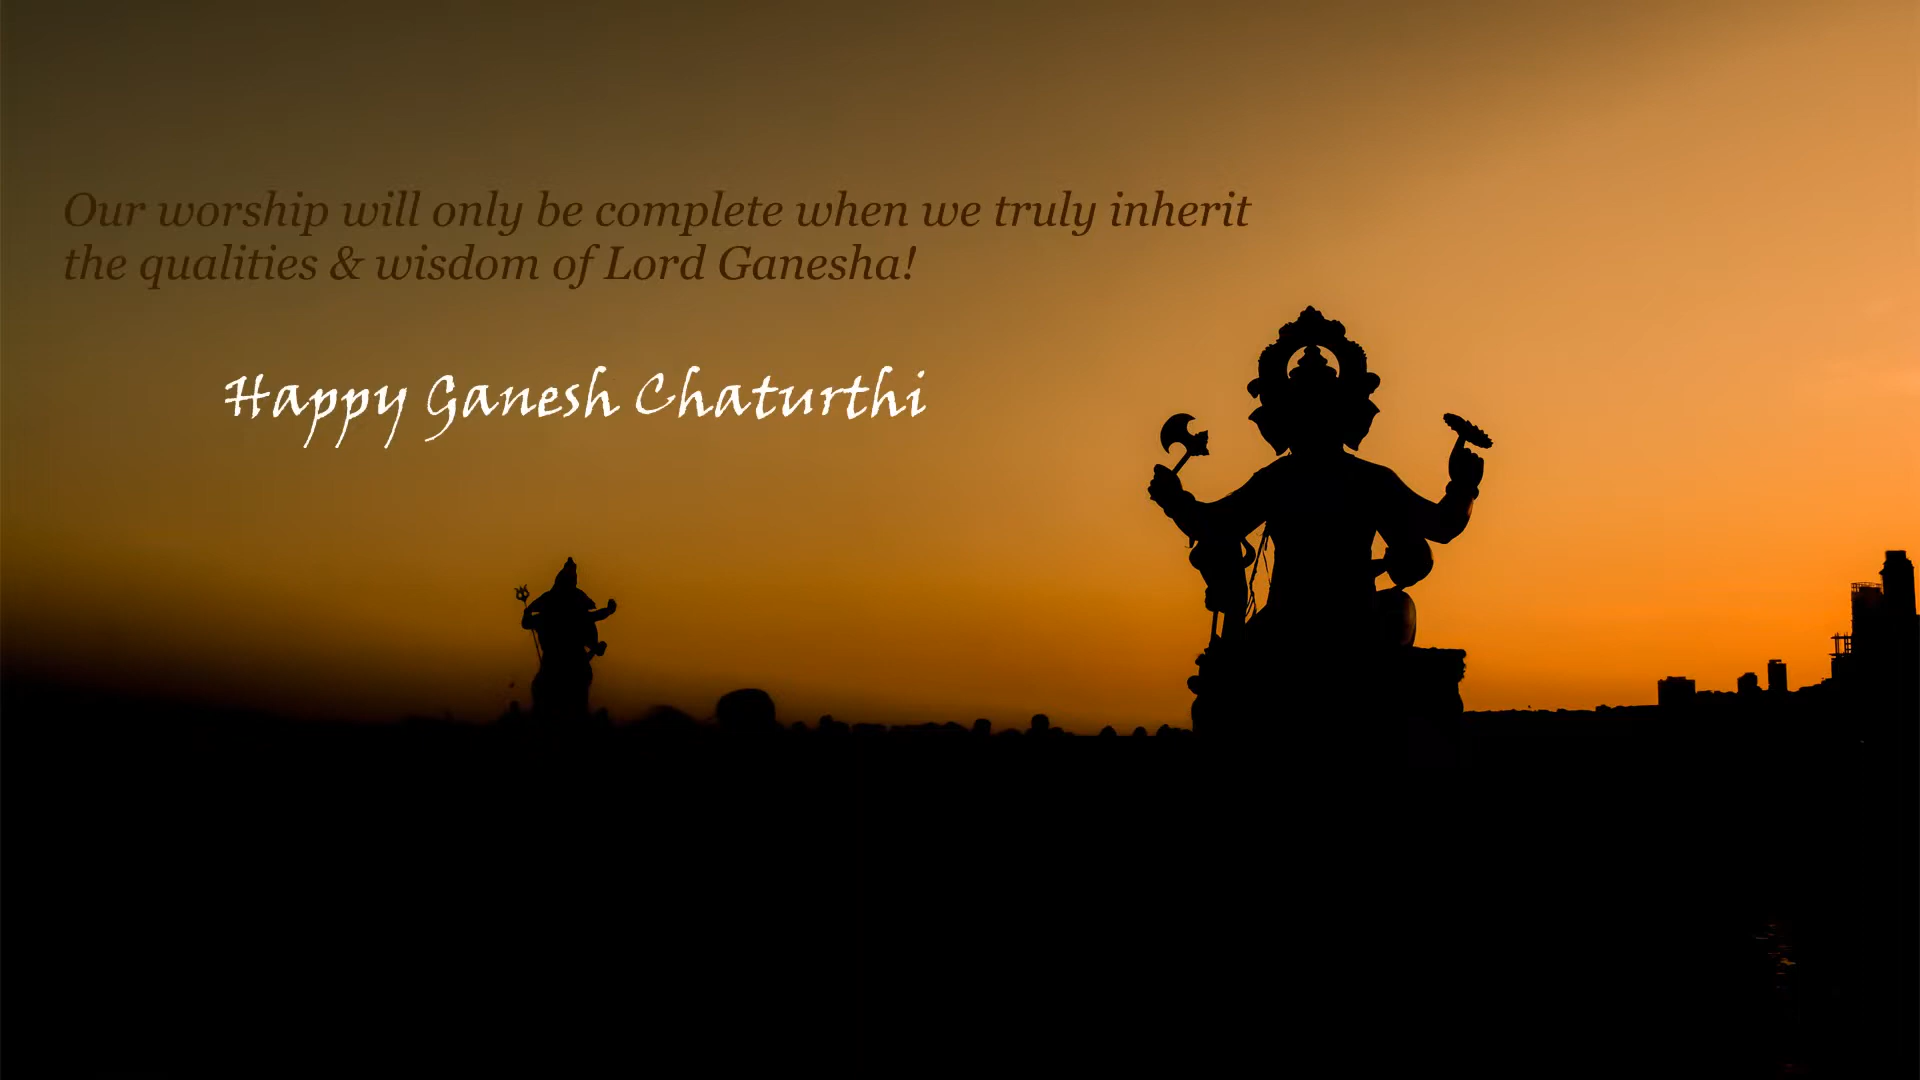 Our worship will only be complete when we truly inherit
the qualities & wisdom of Lord Ganesha!
Happy Ganesh Chaturthi